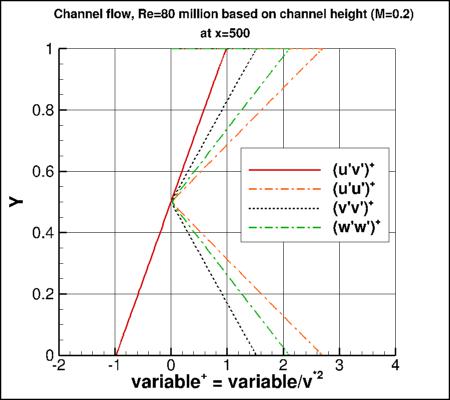 Channel flow, Re=80 million based on channel height (M=0.2)
at x=500
1
0.8
0.6
0.4
0.2
0
Y
(u'v')⁺
(u'u')⁺
(v'v')⁺
(w'w')⁺
-2 -1 0 1 2 3 4
variable⁺ = variable/v*²